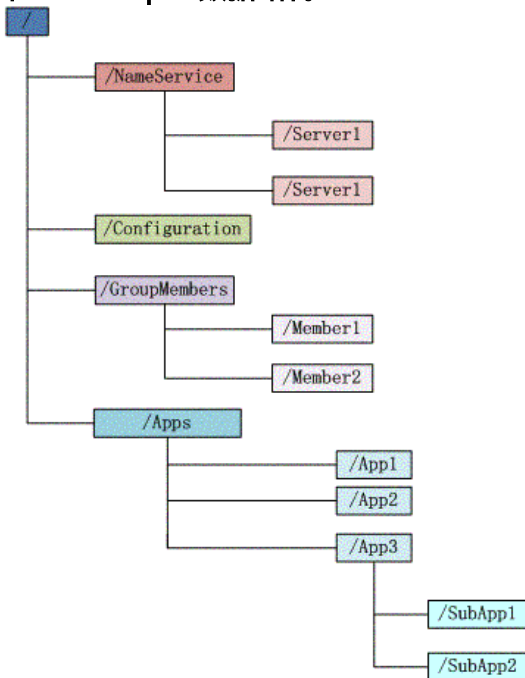 /
/NameService
/Server1
/Server1
/Configuration
/GroupMembers
/Member1
/Member2
/Apps
/App1
/App2
/App3
/SubApp1
/SubApp2